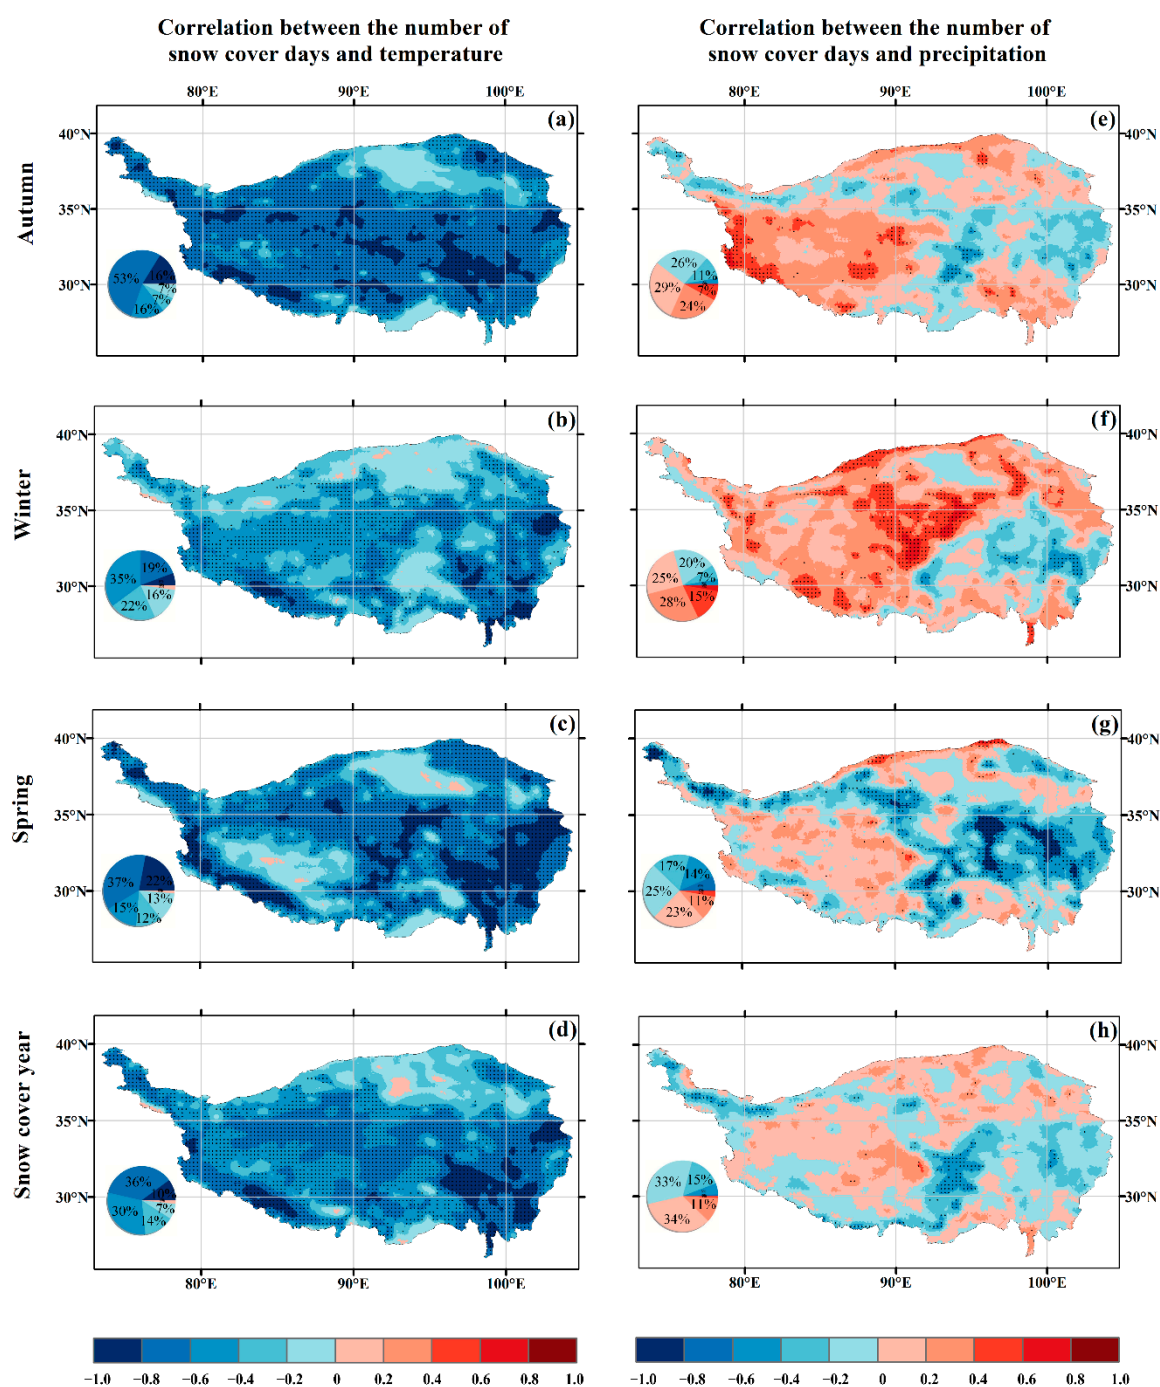 Correlation between the number of
snow cover days and temperature
Correlation between the number of
snow cover days and precipitation
80°E 90°E 100°E
80°E 90°E 100°E
Autumn
40°N
35°N
30°N
(a)
53%
16%
7%
7%
16%
(e)
40°N
35°N
30°N
26%
11%
7%
24%
29%
Winter
40°N
35°N
30°N
(b)
35%
19%
16%
22%
(f)
40°N
35°N
30°N
20%
7%
15%
28%
25%
Spring
40°N
35°N
30°N
(c)
37%
22%
13%
12%
15%
(g)
40°N
35°N
30°N
17%
14%
11%
23%
25%
Snow cover year
40°N
35°N
30°N
(d)
36%
10%
7%
14%
30%
(h)
40°N
35°N
30°N
33%
15%
11%
34%
80°E 90°E 100°E
80°E 90°E 100°E
−1.0 −0.8 −0.6 −0.4 −0.2 0 0.2 0.4 0.6 0.8 1.0
−1.0 −0.8 −0.6 −0.4 −0.2 0 0.2 0.4 0.6 0.8 1.0